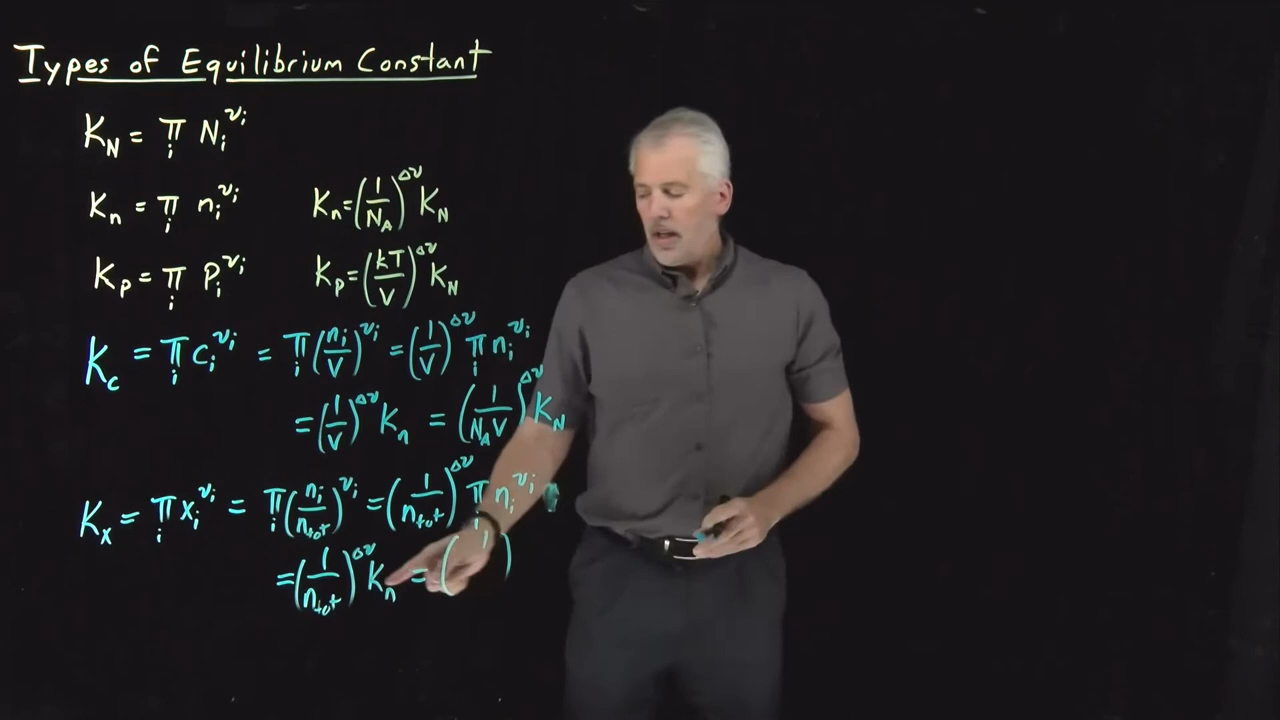 Types of Equilibrium Constant
K_N = π_i N_i^{ν_i}
K_n = π_i n_i^{ν_i} K_n = (1/N_A)^{Δν} K_N
K_P = π_i P_i^{ν_i} K_P = (kT/V)^{Δν} K_N
K_c = π_i c_i^{ν_i} = π_i (n_i/V)^{ν_i} = (1/V)^{Δν} π_i n_i^{ν_i}
= (1/V)^{Δν} K_n = (1/N_A V)^{Δν} K_N
K_x = π_i x_i^{ν_i} = π_i (n_i/n_tot)^{ν_i} = (1/n_tot)^{Δν} π_i n_i^{ν_i}
= (1/n_tot)^{Δν} K_n = (1 )